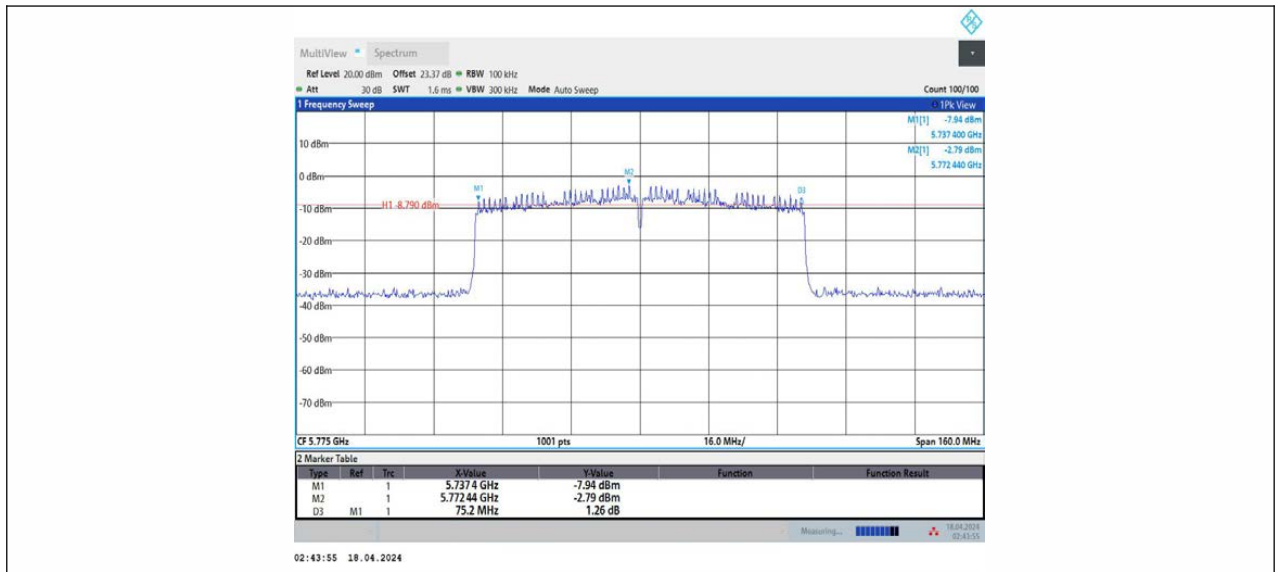 MultiView Spectrum
Ref Level 20.00 dBm Offset 23.37 dB RBW 100 kHz
Att 30 dB SWT 1.6 ms VBW 300 kHz Mode Auto Sweep Count 100/100
1 Frequency Sweep 1Pk View
M1[1] -7.94 dBm
5.737 400 GHz
10 dBm
M2[1] -2.79 dBm
5.772 440 GHz
0 dBm
M2
M1 D3
-10 dBm H1 -8.790 dBm
-20 dBm
-30 dBm
-40 dBm
-50 dBm
-60 dBm
-70 dBm
CF 5.775 GHz 1001 pts 16.0 MHz/ Span 160.0 MHz
2 Marker Table
Type Ref Trc X-Value Y-Value Function Function Result
M1 1 5.737 4 GHz -7.94 dBm
M2 1 5.772 44 GHz -2.79 dBm
D3 M1 1 75.2 MHz 1.26 dB
Measuring... 18.04.2024
02:43:55
02:43:55 18.04.2024